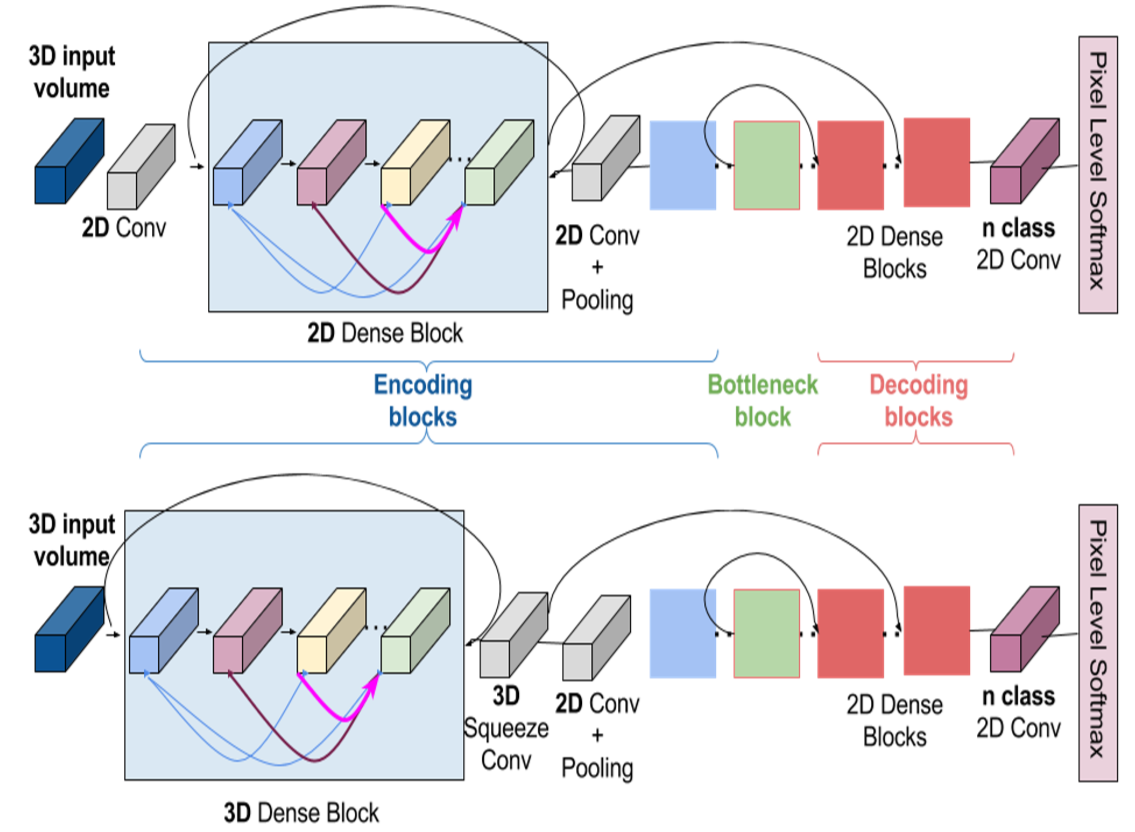 3D input
volume
2D Conv
2D Dense Block
2D Conv
+
Pooling
2D Dense
Blocks
n class
2D Conv
Pixel Level Softmax
Encoding
blocks
Bottleneck
block
Decoding
blocks
3D input
volume
3D Dense Block
3D
Squeeze
Conv
2D Conv
+
Pooling
2D Dense
Blocks
n class
2D Conv
Pixel Level Softmax